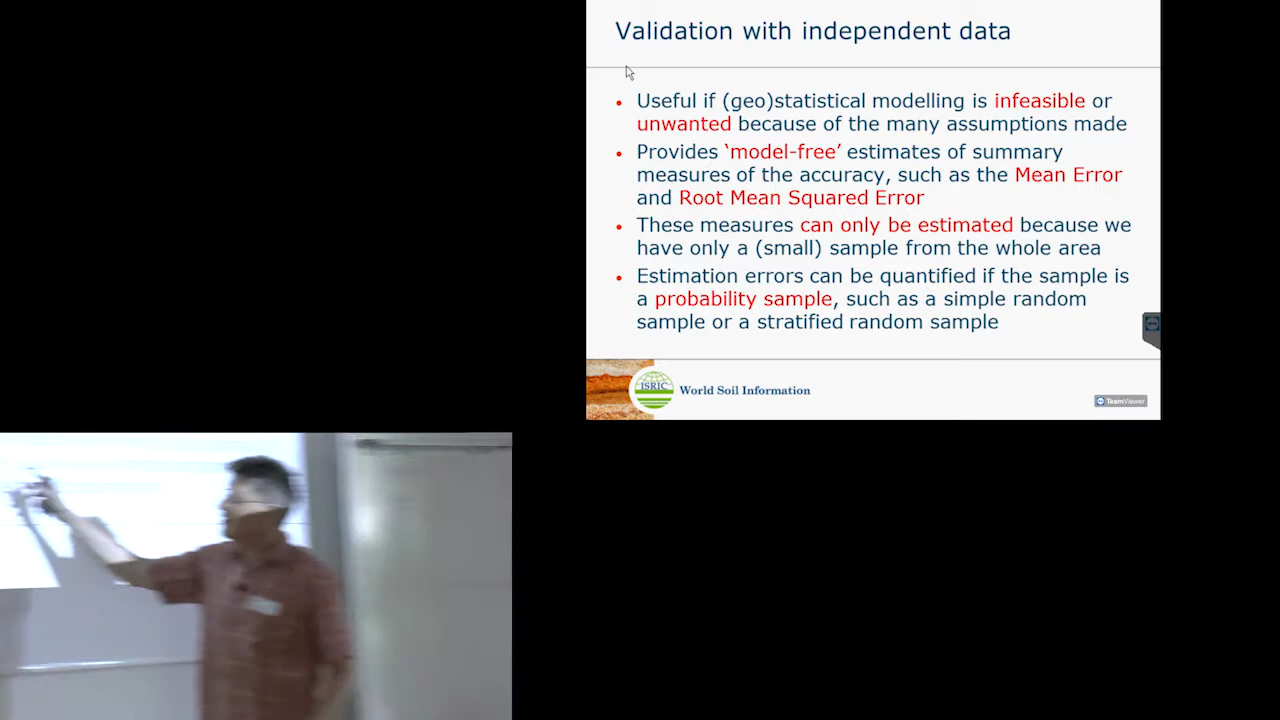 Validation with independent data
• Useful if (geo)statistical modelling is infeasible or
unwanted because of the many assumptions made
• Provides ‘model-free’ estimates of summary
measures of the accuracy, such as the Mean Error
and Root Mean Squared Error
• These measures can only be estimated because we
have only a (small) sample from the whole area
• Estimation errors can be quantified if the sample is
a probability sample, such as a simple random
sample or a stratified random sample
ISRIC
World Soil Information
TeamViewer